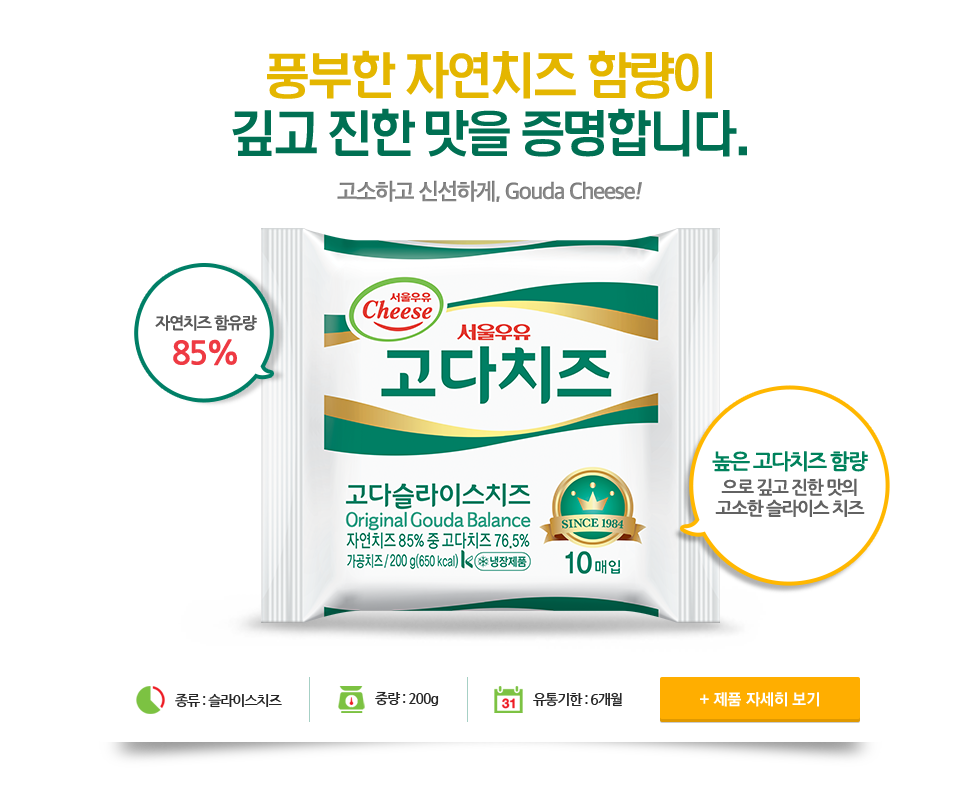 풍부한 자연치즈 함량이
깊고 진한 맛을 증명합니다.
고소하고 신선하게, Gouda Cheese!
서울우유
Cheese
서울우유
고다치즈
자연치즈 함유량
85%
높은 고다치즈 함량
으로 깊고 진한 맛의
고소한 슬라이스 치즈
고다슬라이스치즈
Original Gouda Balance
자연치즈 85% 중 고다치즈 76.5%
가공치즈 / 200 g(650 kcal) 냉장제품
SINCE 1984
10매입
종류 : 슬라이스치즈
중량 : 200g
31
유통기한 : 6개월
+ 제품 자세히 보기